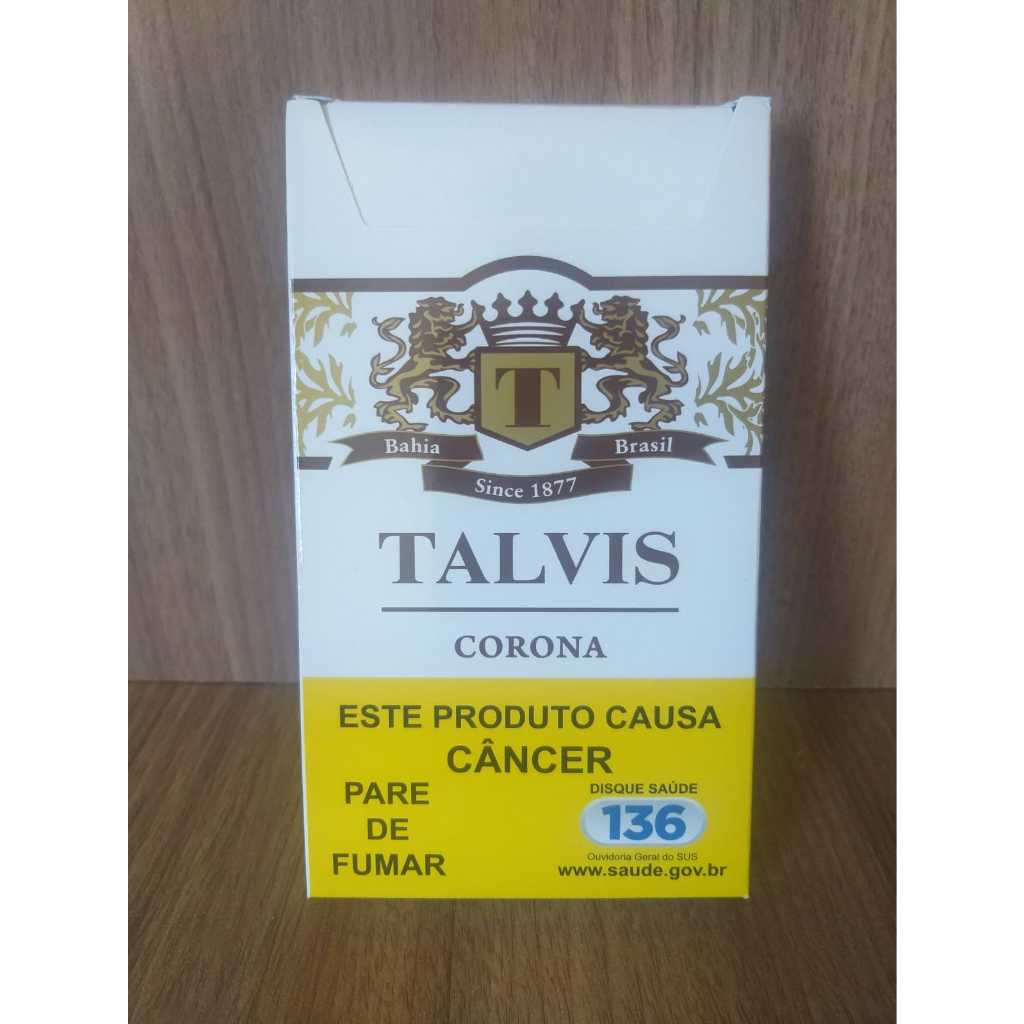 T
Bahia Brasil
Since 1877
TALVIS
CORONA
ESTE PRODUTO CAUSA
CÂNCER
PARE
DE
FUMAR
DISQUE SAÚDE
136
Ouvidoria Geral do SUS
www.saude.gov.br